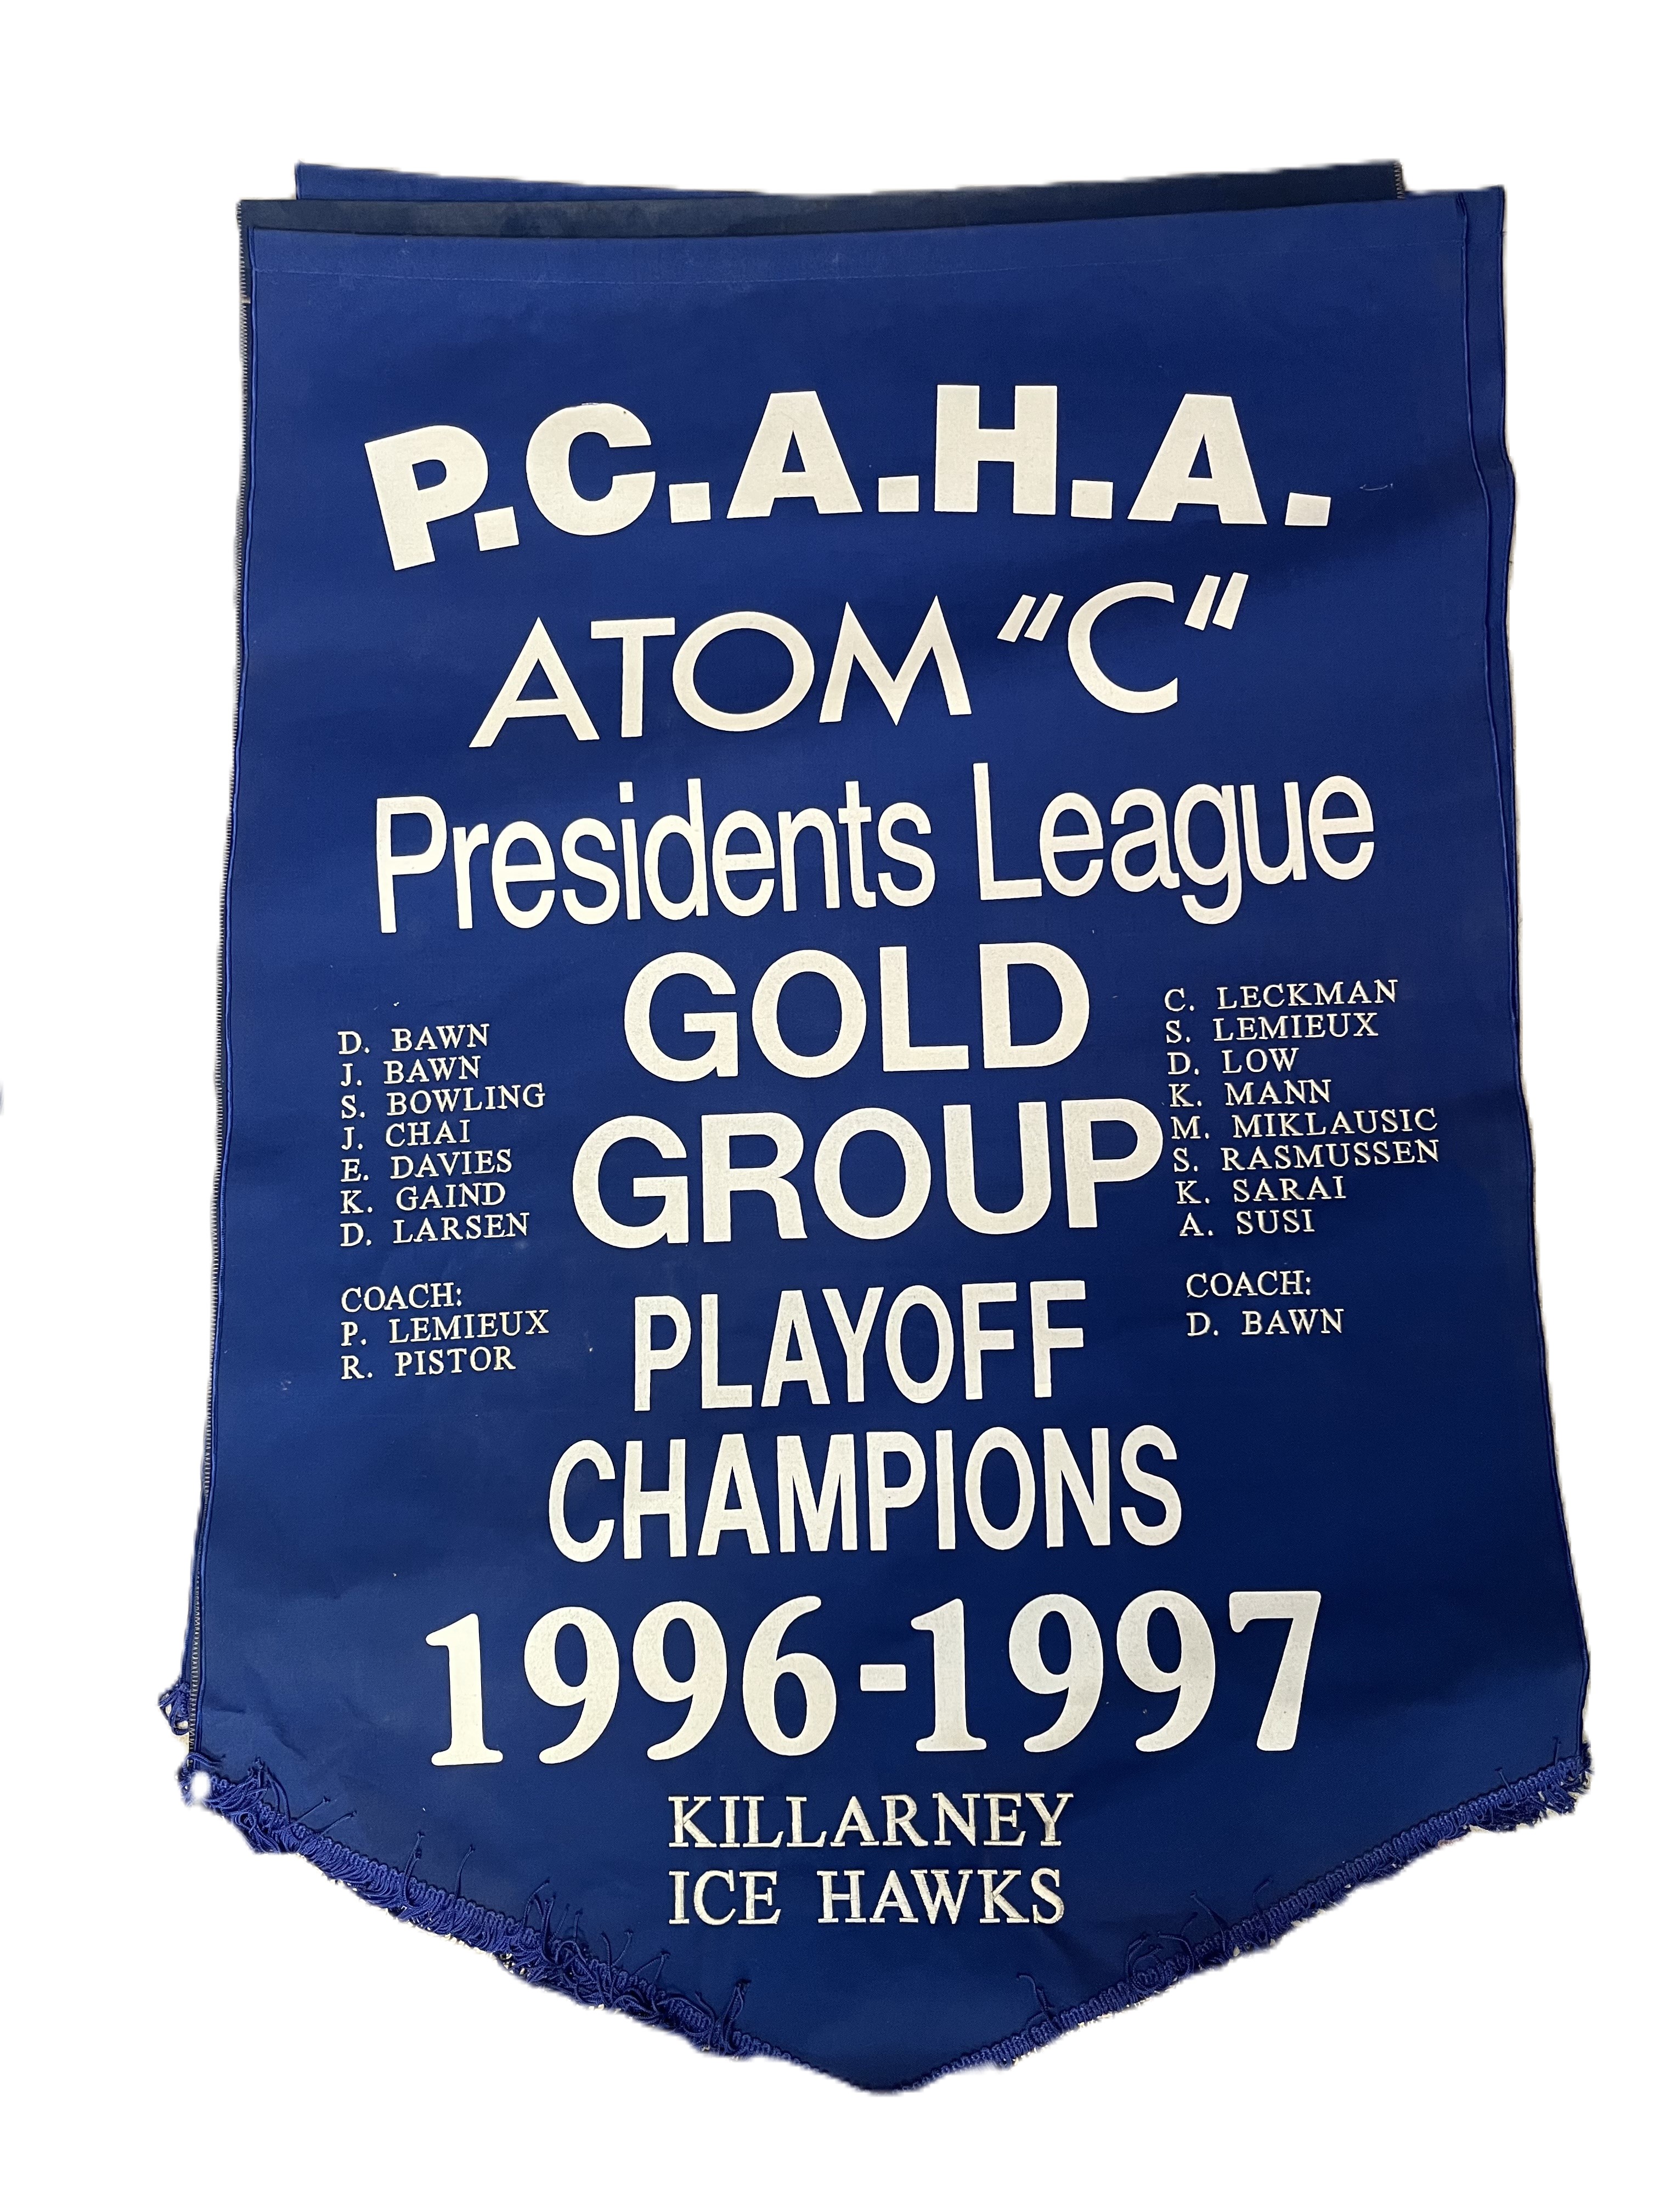 P.C.A.H.A.
ATOM "C"
Presidents League
GOLD
GROUP
D. BAWN
J. BAWN
S. BOWLING
J. CHAI
E. DAVIES
K. GAIND
D. LARSEN
COACH:
P. LEMIEUX
R. PISTOR
C. LECKMAN
S. LEMIEUX
D. LOW
K. MANN
M. MIKLAUSIC
S. RASMUSSEN
K. SARAI
A. SUSI
COACH:
D. BAWN
PLAYOFF
CHAMPIONS
1996-1997
KILLARNEY
ICE HAWKS